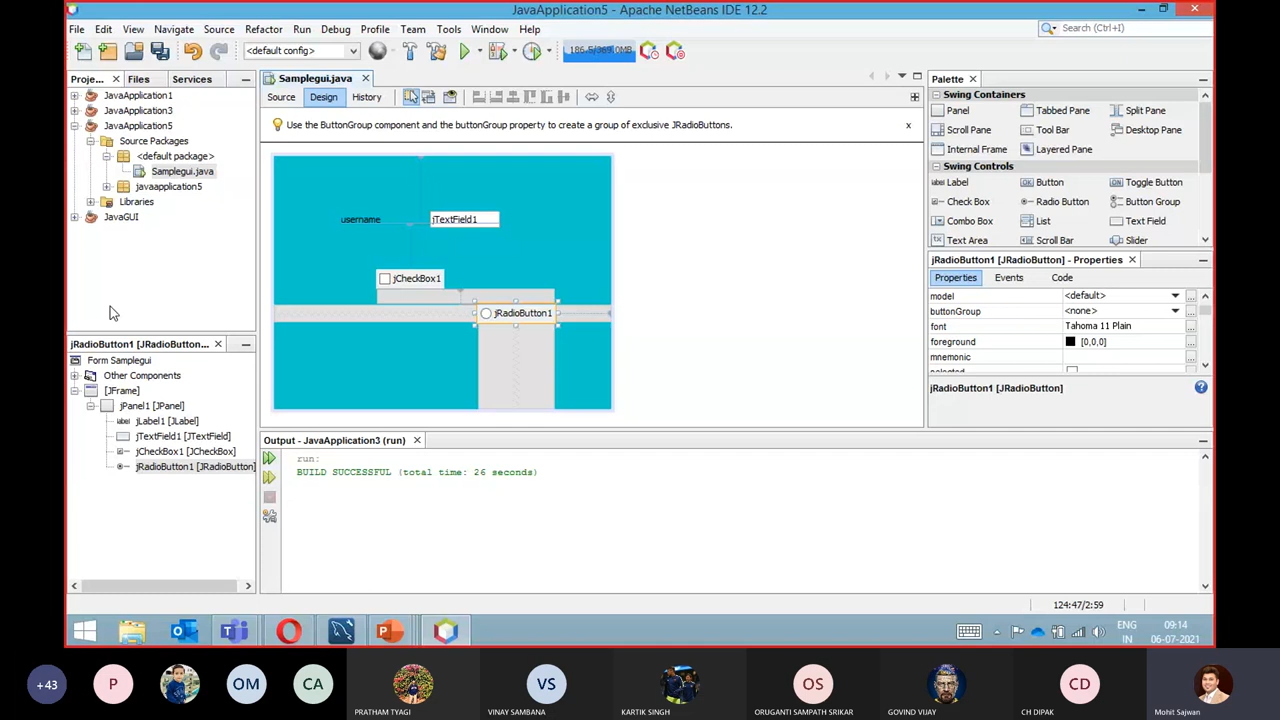 JavaApplication5 - Apache NetBeans IDE 12.2
File Edit View Navigate Source Refactor Run Debug Profile Team Tools Window Help
Search (Ctrl+I)
<default config>
186.5/369.0MB
Proje... Files Services
Samplegui.java
Source Design History
JavaApplication1
JavaApplication3
JavaApplication5
Source Packages
<default package>
Samplegui.java
javaapplication5
Libraries
JavaGUI
Use the ButtonGroup component and the buttonGroup property to create a group of exclusive JRadioButtons.
x
username
jTextField1
jCheckBox1
jRadioButton1
Palette
Swing Containers
Panel Tabbed Pane Split Pane
Scroll Pane Tool Bar Desktop Pane
Internal Frame Layered Pane
Swing Controls
Label Button Toggle Button
Check Box Radio Button Button Group
Combo Box List Text Field
Text Area Scroll Bar Slider
jRadioButton1 [JRadioButton] - Properties
Properties Events Code
model <default>
buttonGroup <none>
font Tahoma 11 Plain
foreground [0,0,0]
mnemonic
jRadioButton1 [JRadioButton]
jRadioButton1 [JRadioButton...
Form Samplegui
Other Components
[JFrame]
jPanel1 [JPanel]
jLabel1 [JLabel]
jTextField1 [JTextField]
jCheckBox1 [JCheckBox]
jRadioButton1 [JRadioButton]
Output - JavaApplication3 (run)
run:
BUILD SUCCESSFUL (total time: 26 seconds)
124:47/2:59
ENG
IN
09:14
06-07-2021
+43
P
OM
CA
VS
OS
CD
PRATHAM TYAGI
VINAY SAMBANA
KARTIK SINGH
ORUGANTI SAMPATH SRIKAR
GOVIND VIJAY
CH DIPAK
Mohit Sajwan